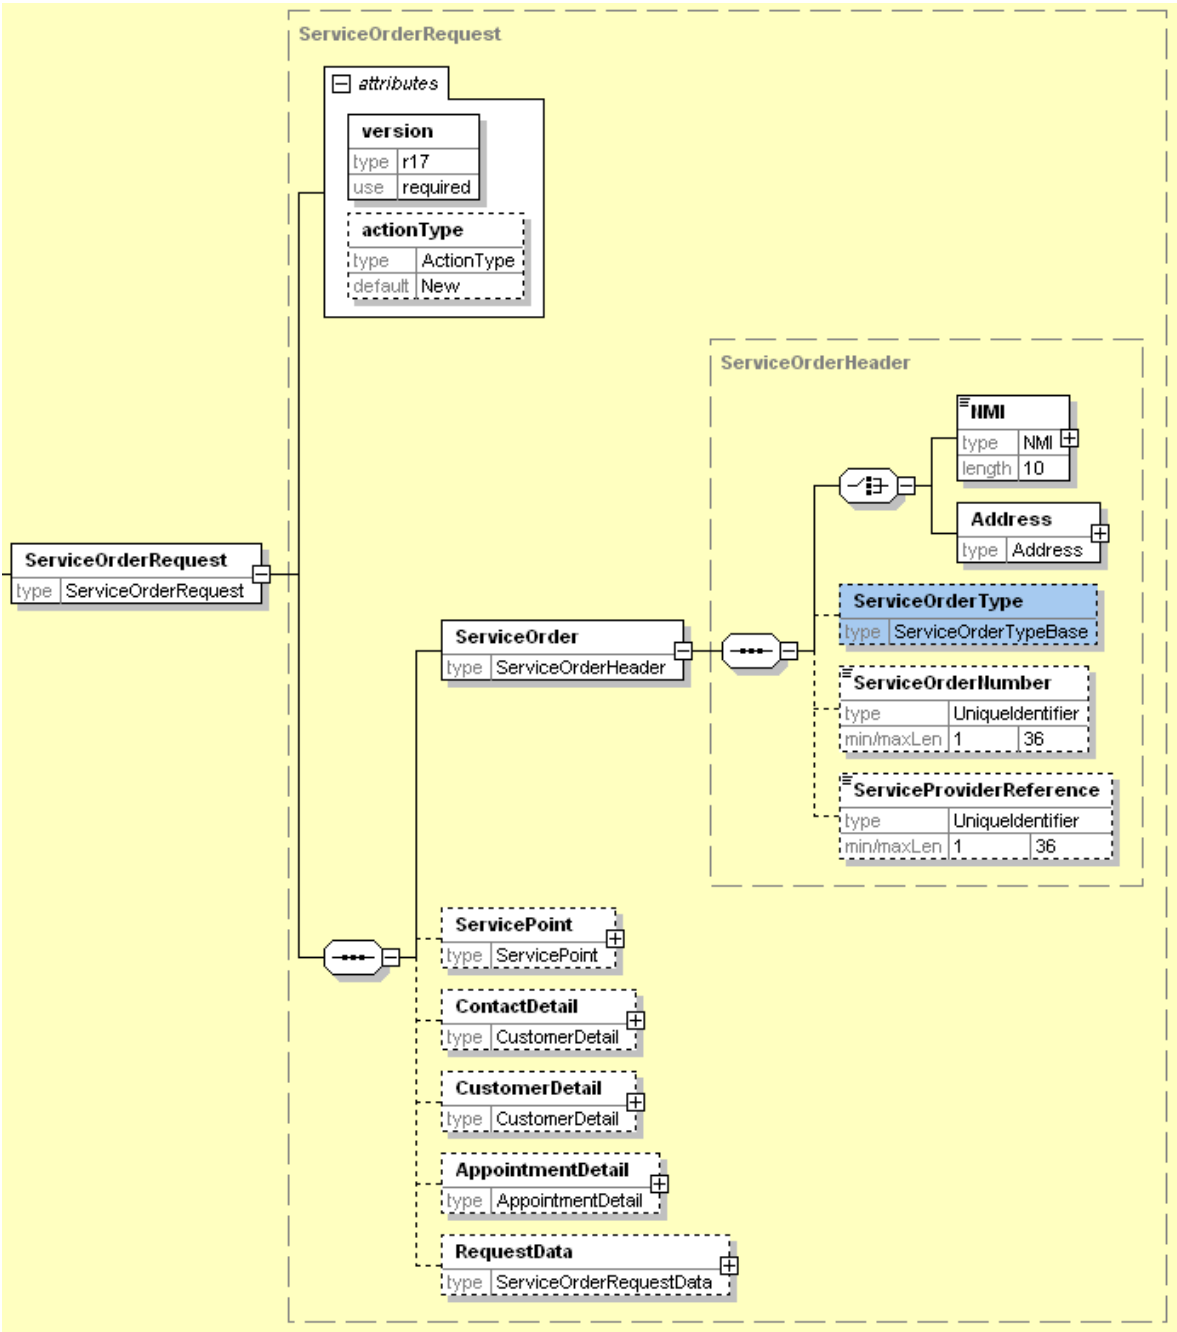 ServiceOrderRequest
attributes
version
type r17
use required
actionType
type ActionType
default New
ServiceOrderHeader
NMI
type NMI
length 10
Address
type Address
ServiceOrderRequest
type ServiceOrderRequest
ServiceOrderType
type ServiceOrderTypeBase
ServiceOrder
type ServiceOrderHeader
ServiceOrderNumber
type UniqueIdentifier
min/maxLen 1 36
ServiceProviderReference
type UniqueIdentifier
min/maxLen 1 36
ServicePoint
type ServicePoint
ContactDetail
type CustomerDetail
CustomerDetail
type CustomerDetail
AppointmentDetail
type AppointmentDetail
RequestData
type ServiceOrderRequestData